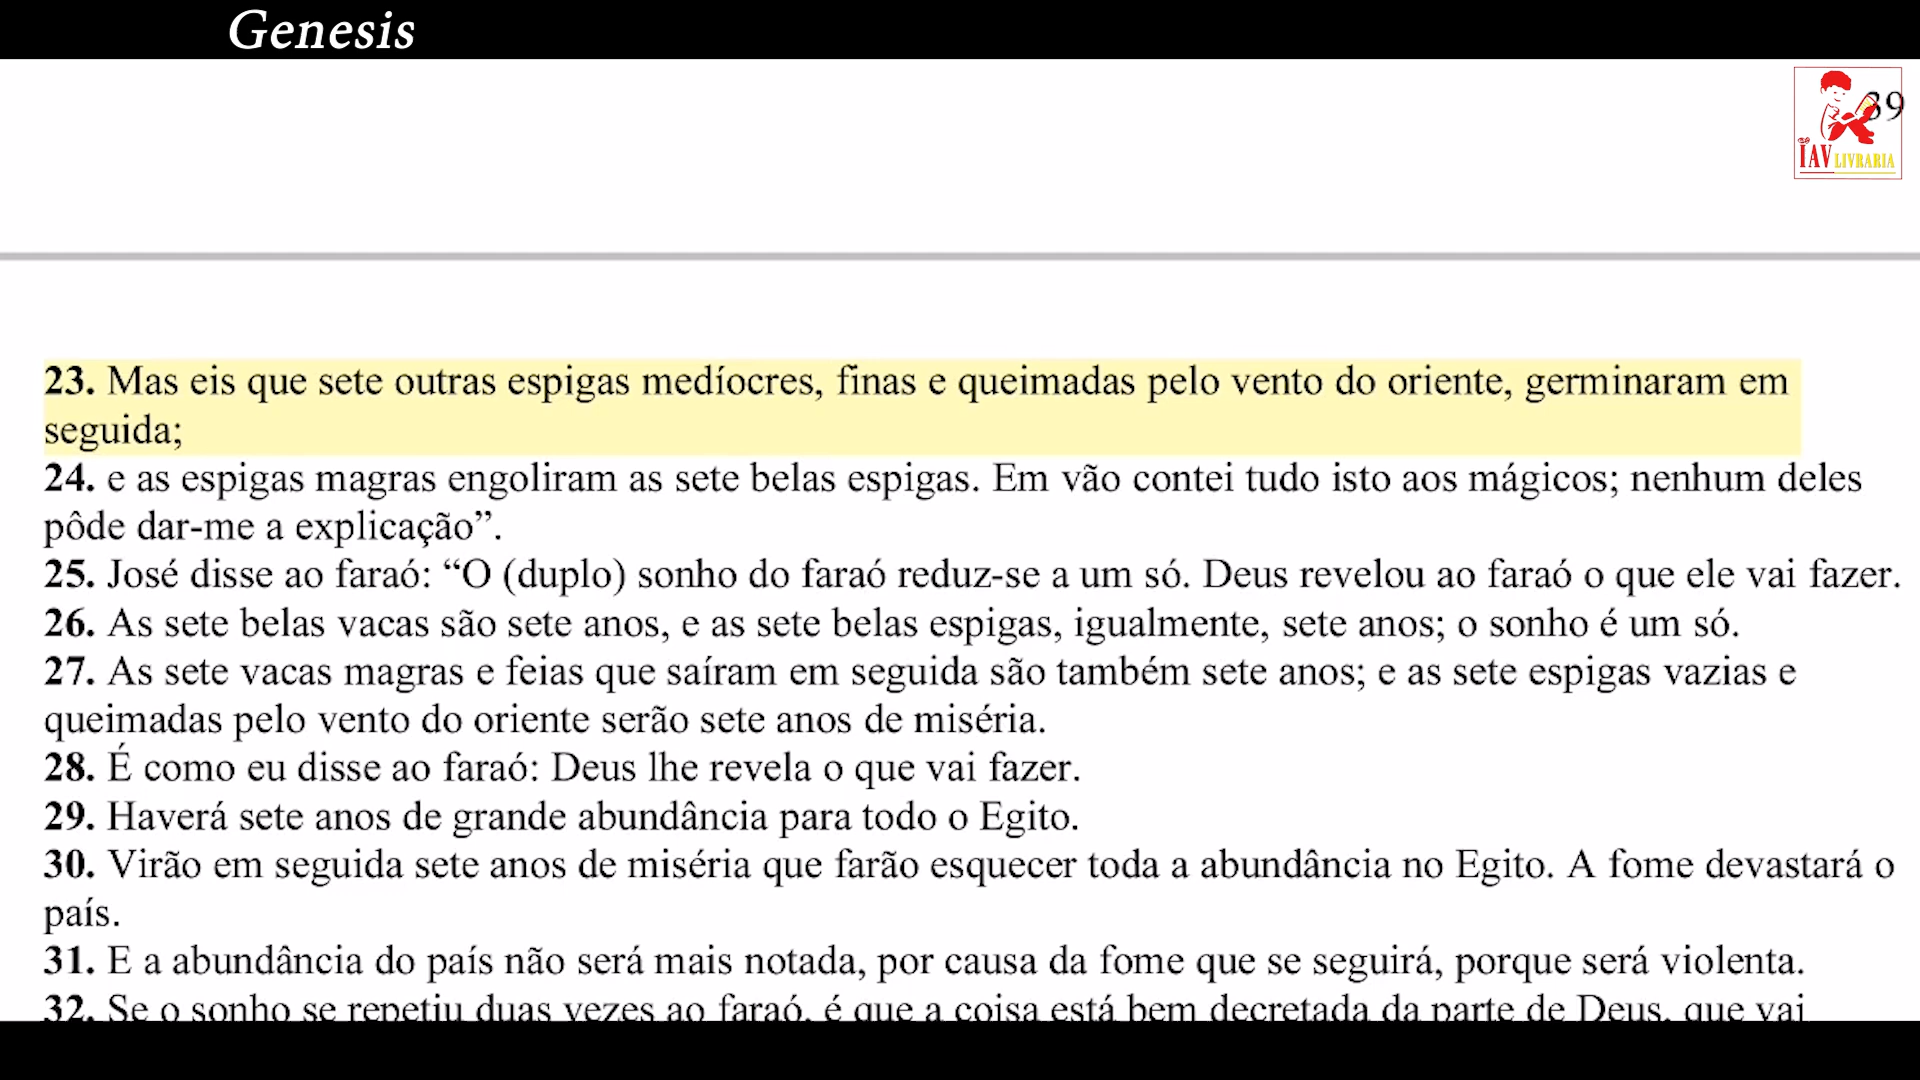 Genesis
39
IAV LIVRARIA
23. Mas eis que sete outras espigas medíocres, finas e queimadas pelo vento do oriente, germinaram em
seguida;
24. e as espigas magras engoliram as sete belas espigas. Em vão contei tudo isto aos mágicos; nenhum deles
pôde dar-me a explicação”.
25. José disse ao faraó: “O (duplo) sonho do faraó reduz-se a um só. Deus revelou ao faraó o que ele vai fazer.
26. As sete belas vacas são sete anos, e as sete belas espigas, igualmente, sete anos; o sonho é um só.
27. As sete vacas magras e feias que saíram em seguida são também sete anos; e as sete espigas vazias e
queimadas pelo vento do oriente serão sete anos de miséria.
28. É como eu disse ao faraó: Deus lhe revela o que vai fazer.
29. Haverá sete anos de grande abundância para todo o Egito.
30. Virão em seguida sete anos de miséria que farão esquecer toda a abundância no Egito. A fome devastará o
país.
31. E a abundância do país não será mais notada, por causa da fome que se seguirá, porque será violenta.
32. Se o sonho se repetiu duas vezes ao faraó, é que a coisa está bem decretada da parte de Deus, que vai